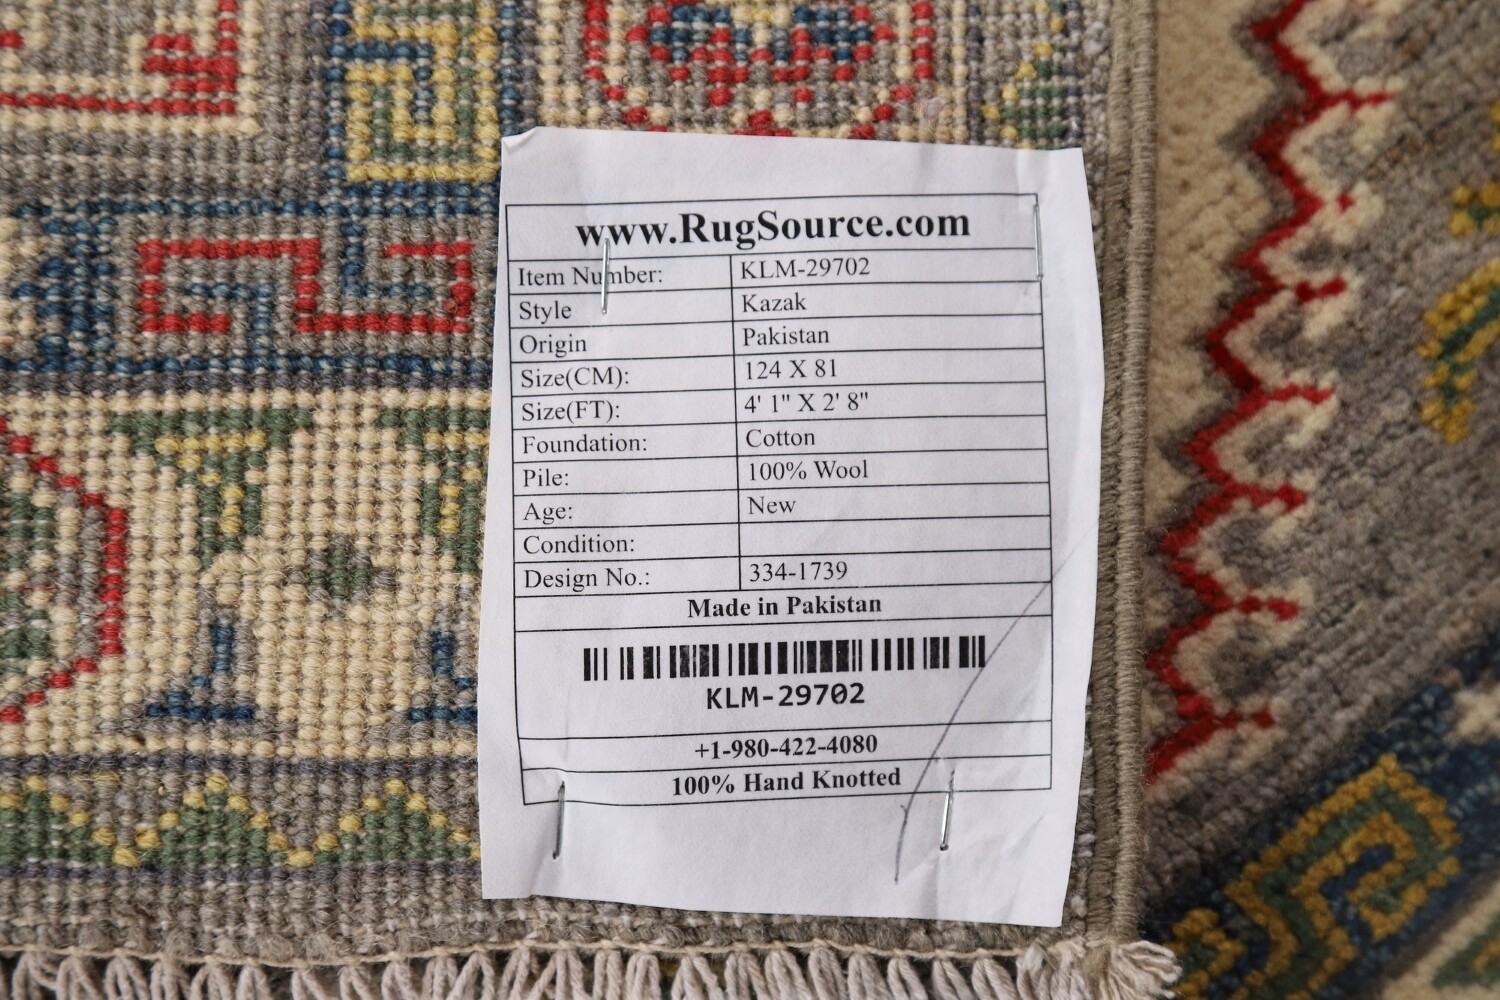 www.RugSource.com
Item Number: KLM-29702
Style Kazak
Origin Pakistan
Size(CM): 124 X 81
Size(FT): 4' 1" X 2' 8"
Foundation: Cotton
Pile: 100% Wool
Age: New
Condition:
Design No.: 334-1739
Made in Pakistan
KLM-29702
+1-980-422-4080
100% Hand Knotted